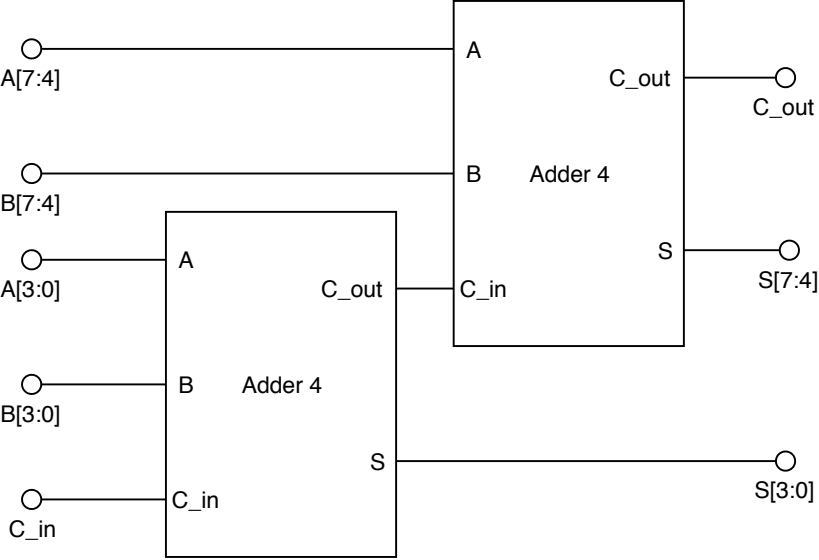 A[7:4]
B[7:4]
A[3:0]
B[3:0]
C_in
A
B
C_in
Adder 4
C_out
S
A
B
C_in
Adder 4
C_out
S
C_out
S[7:4]
S[3:0]